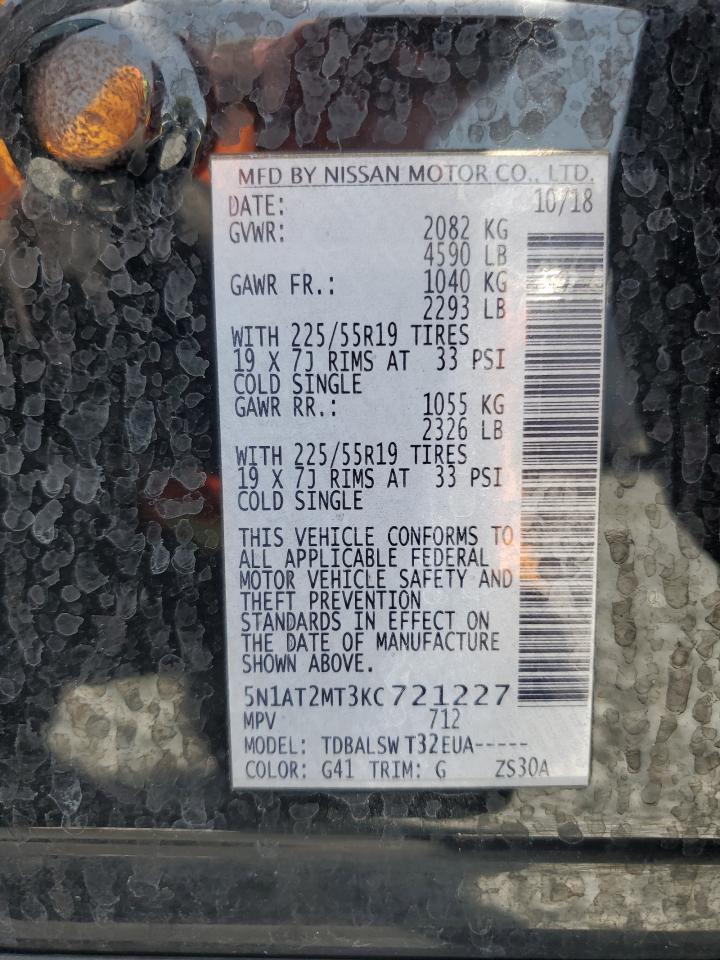 MFD BY NISSAN MOTOR CO., LTD.
DATE: 10/18
GVWR: 2082 KG
4590 LB
GAWR FR.: 1040 KG
2293 LB
WITH 225/55R19 TIRES
19 X 7J RIMS AT 33 PSI
COLD SINGLE
GAWR RR.: 1055 KG
2326 LB
WITH 225/55R19 TIRES
19 X 7J RIMS AT 33 PSI
COLD SINGLE
THIS VEHICLE CONFORMS TO
ALL APPLICABLE FEDERAL
MOTOR VEHICLE SAFETY AND
THEFT PREVENTION
STANDARDS IN EFFECT ON
THE DATE OF MANUFACTURE
SHOWN ABOVE.
5N1AT2MT3KC721227
MPV 712
MODEL: TDBALSW T32EUA-----
COLOR: G41 TRIM: G ZS30A